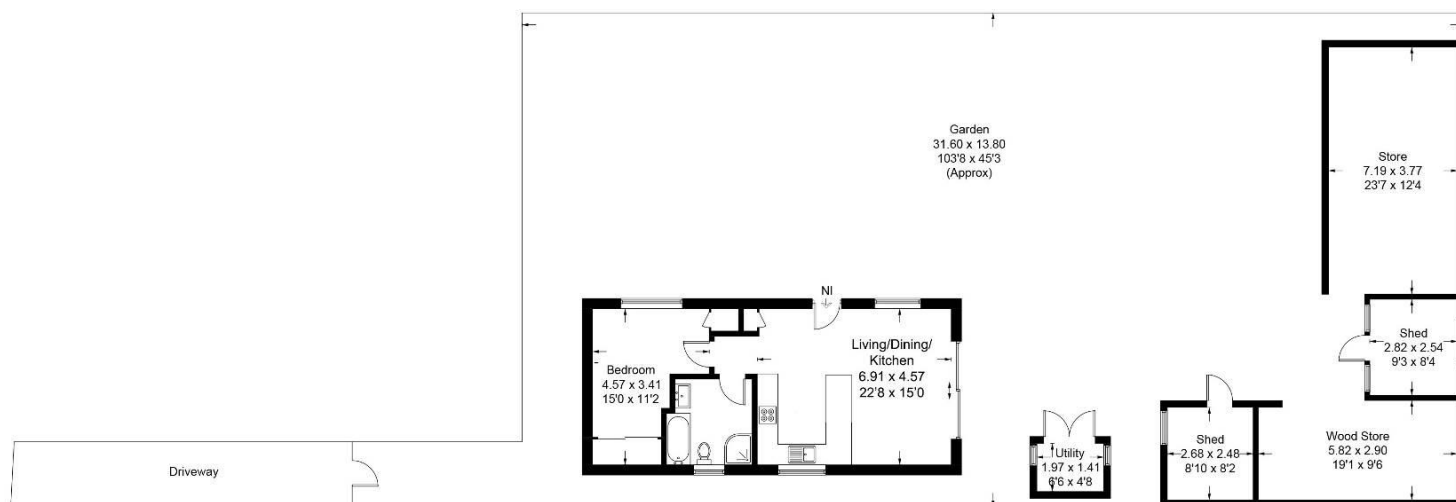 Garden
31.60 x 13.80
103'8 x 45'3
(Approx)
Store
7.19 x 3.77
23'7 x 12'4
NI
Living/Dining/
Kitchen
6.91 x 4.57
22'8 x 15'0
Bedroom
4.57 x 3.41
15'0 x 11'2
Shed
2.82 x 2.54
9'3 x 8'4
Driveway
Utility
1.97 x 1.41
6'6 x 4'8
Shed
2.68 x 2.48
8'10 x 8'2
Wood Store
5.82 x 2.90
19'1 x 9'6